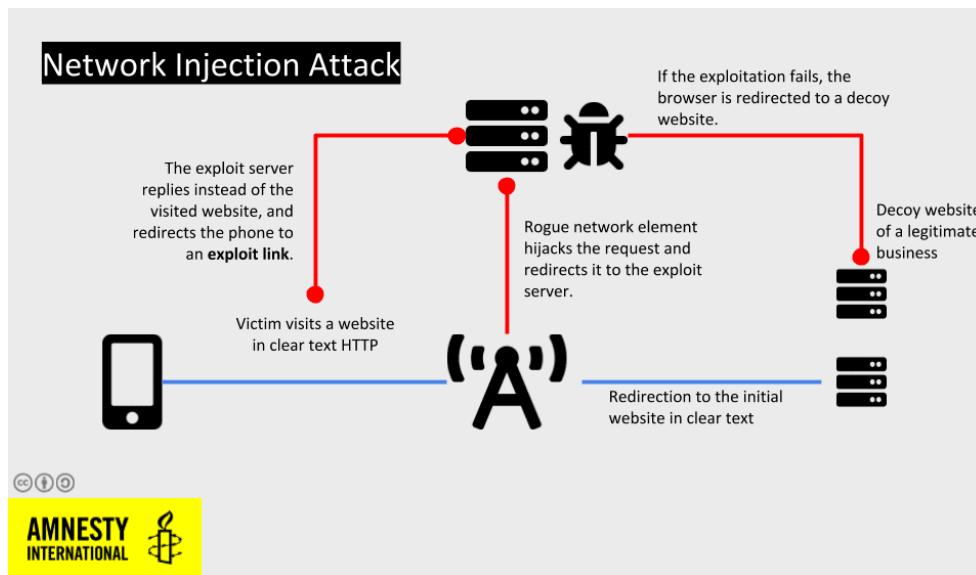 Network Injection Attack
If the exploitation fails, the
browser is redirected to a decoy
website.
The exploit server
replies instead of the
visited website, and
redirects the phone to
an exploit link.
Rogue network element
hijacks the request and
redirects it to the exploit
server.
Decoy website
of a legitimate
business
Victim visits a website
in clear text HTTP
Redirection to the initial
website in clear text
cc
AMNESTY
INTERNATIONAL